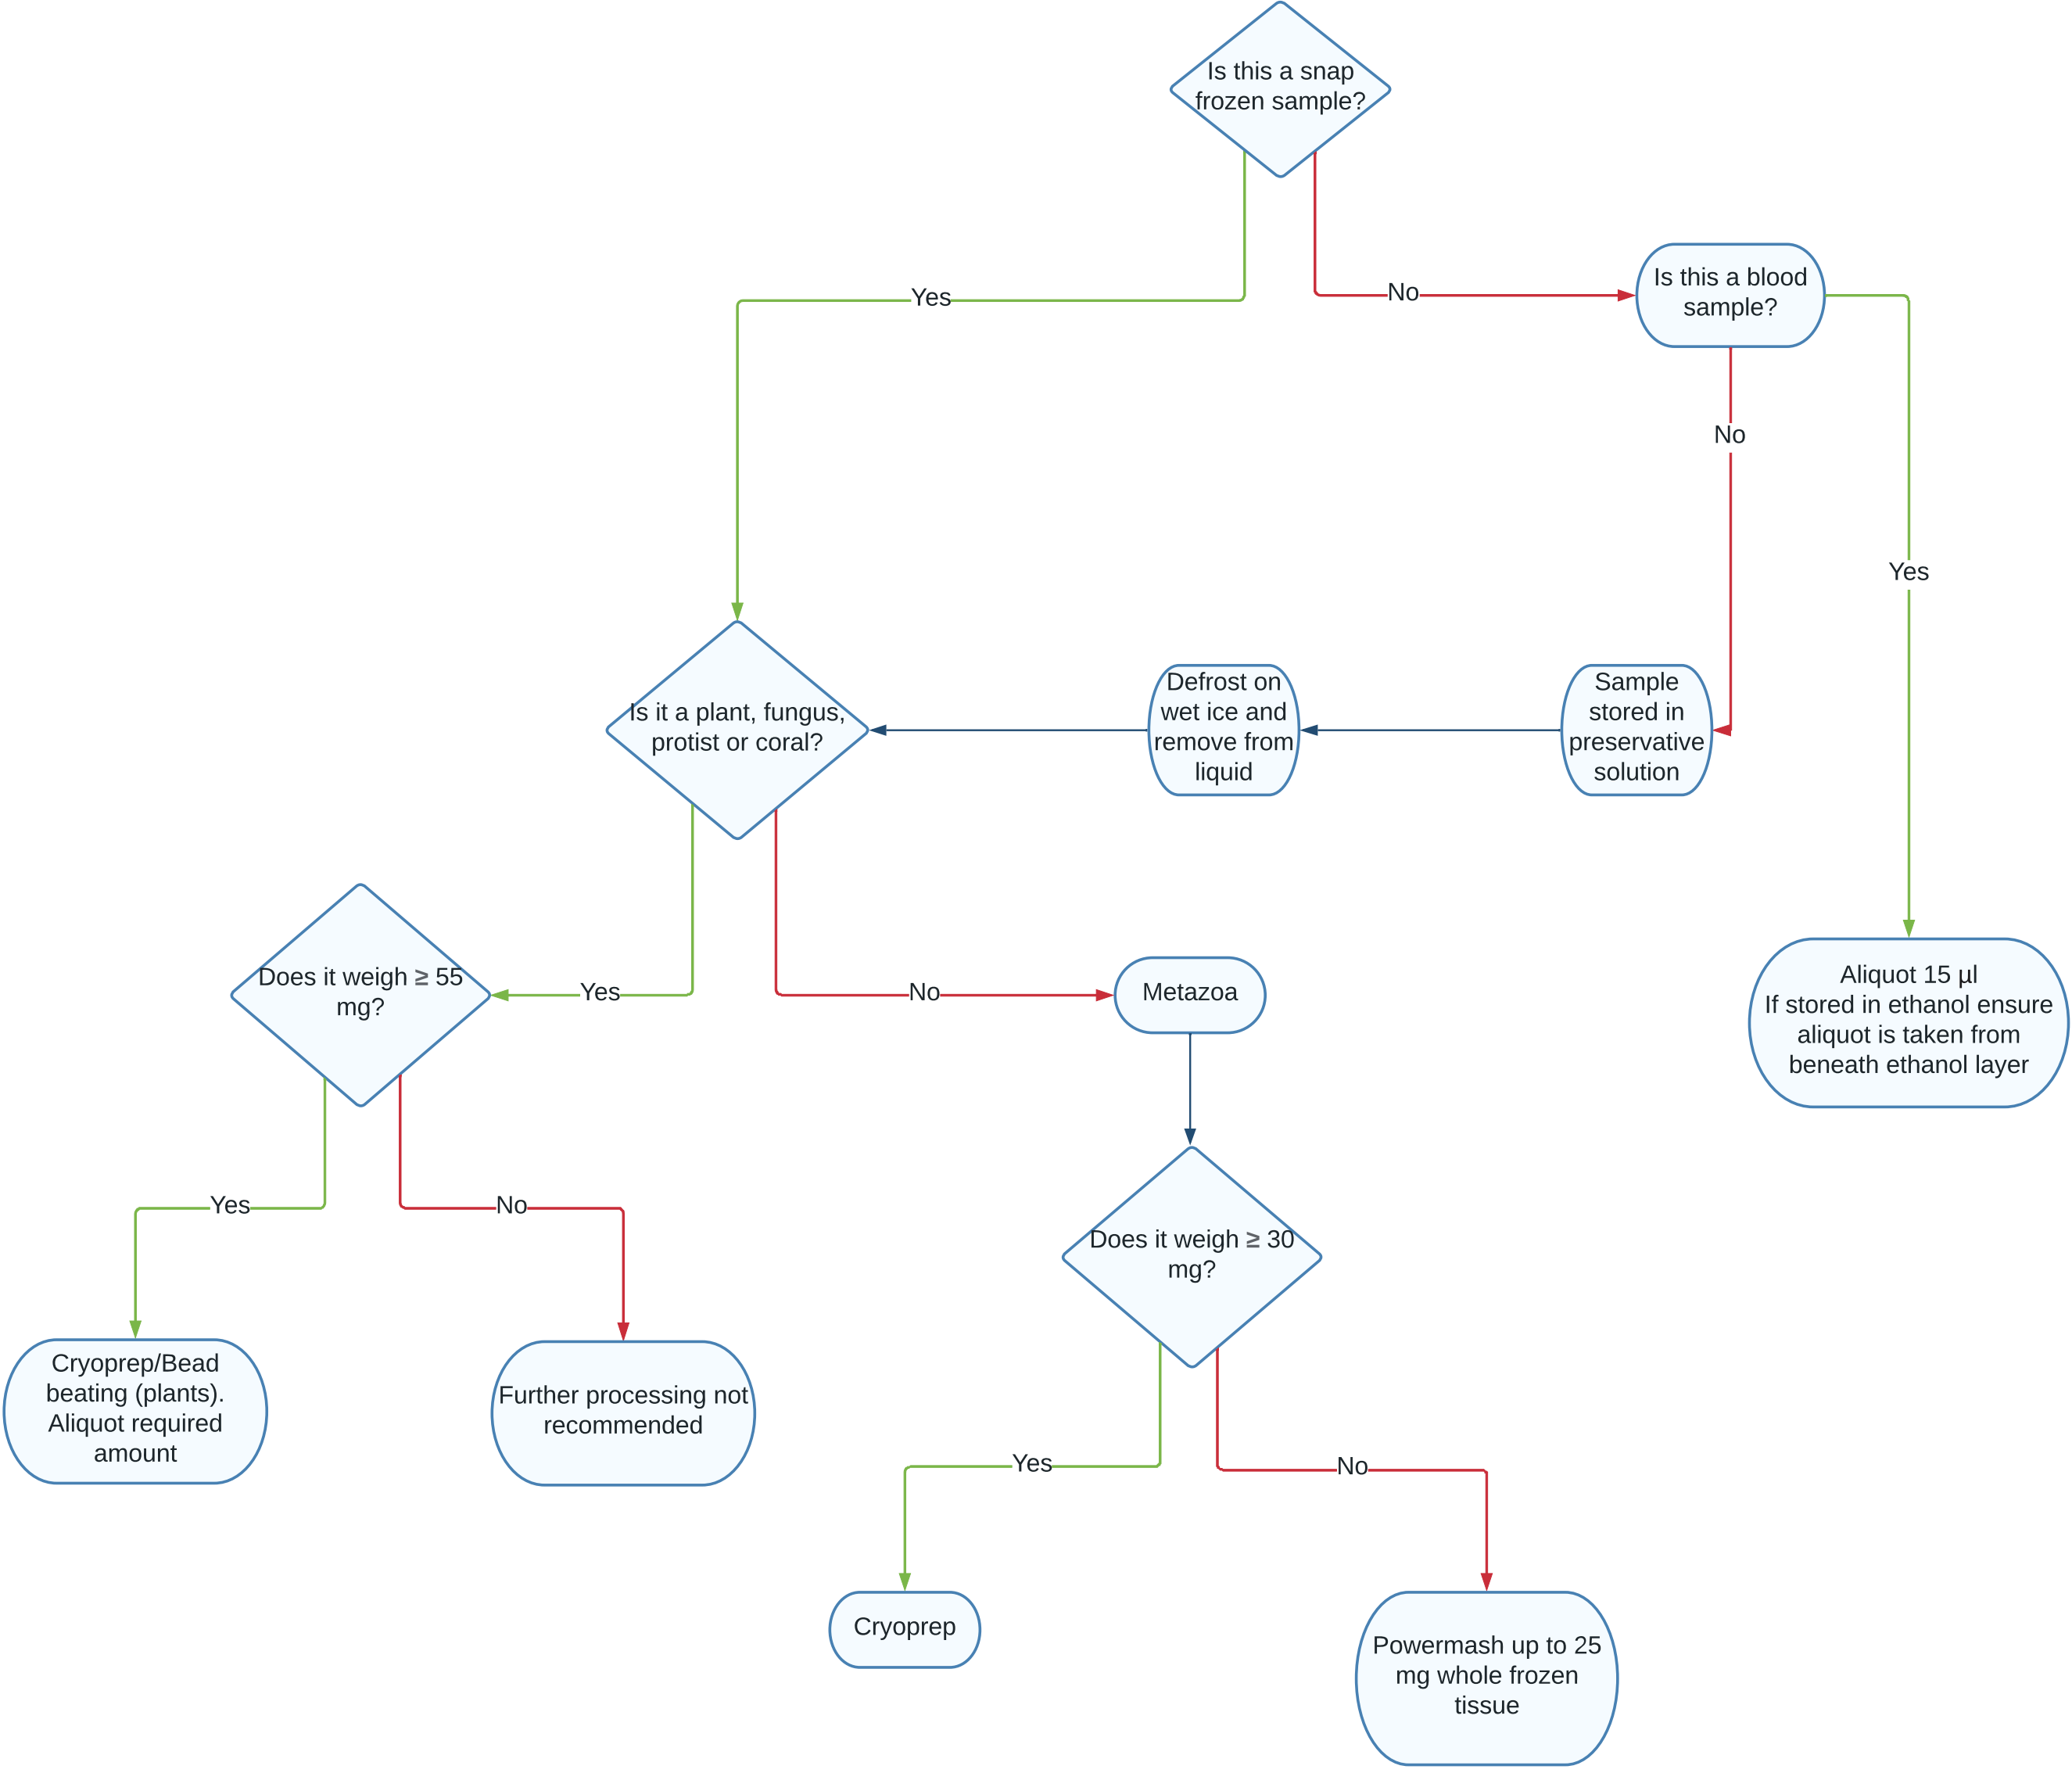 Is this a snap
frozen sample?
Is this a blood
sample?
Yes
No
No
Yes
Is it a plant, fungus,
protist or coral?
Defrost on
wet ice and
remove from
liquid
Sample
stored in
preservative
solution
Does it weigh ≥ 55
mg?
Yes
No
Metazoa
Aliquot 15 µl
If stored in ethanol ensure
aliquot is taken from
beneath ethanol layer
Yes
No
Does it weigh ≥ 30
mg?
Cryoprep/Bead
beating (plants).
Aliquot required
amount
Further processing not
recommended
Yes
No
Cryoprep
Powermash up to 25
mg whole frozen
tissue